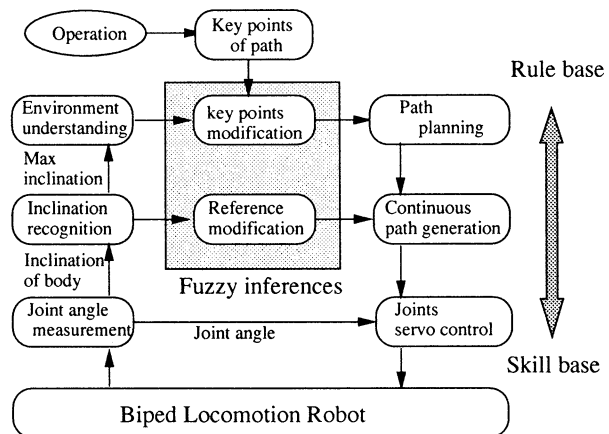 Operation
Key points
of path
Rule base
Environment
understanding
key points
modification
Path
planning
Max
inclination
Inclination
recognition
Reference
modification
Continuous
path generation
Inclination
of body
Fuzzy inferences
Joint angle
measurement
Joint angle
Joints
servo control
Skill base
Biped Locomotion Robot